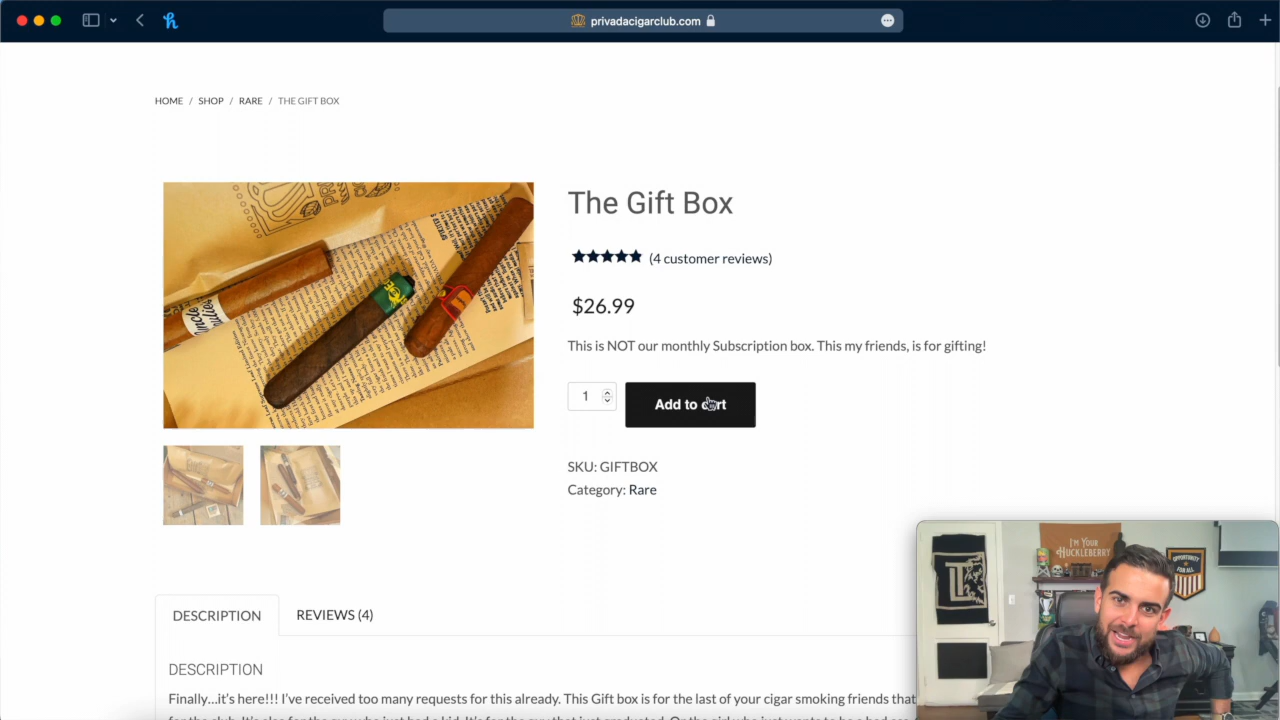 privadacigarclub.com
HOME / SHOP / RARE / THE GIFT BOX
The Gift Box
(4 customer reviews)
$26.99
This is NOT our monthly Subscription box. This my friends, is for gifting!
1
Add to cart
SKU: GIFTBOX
Category: Rare
I'M YOUR
HUCKLEBERRY
OPPORTUNITY
FOR ALL
DESCRIPTION
REVIEWS (4)
DESCRIPTION
Finally...it's here!!! I've received too many requests for this already. This Gift box is for the last of your cigar smoking friends that